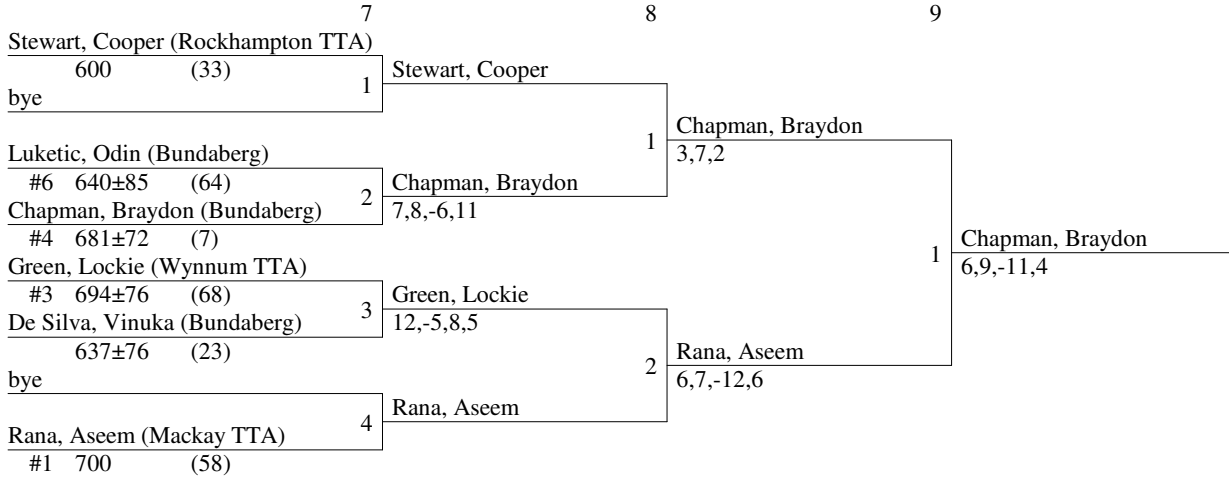 7 8 9
Stewart, Cooper (Rockhampton TTA)
600 (33)
1
Stewart, Cooper
bye
1
Chapman, Braydon
3,7,2
Luketic, Odin (Bundaberg)
#6 640±85 (64)
2
Chapman, Braydon
7,8,-6,11
Chapman, Braydon (Bundaberg)
#4 681±72 (7)
1
Chapman, Braydon
6,9,-11,4
Green, Lockie (Wynnum TTA)
#3 694±76 (68)
3
Green, Lockie
12,-5,8,5
De Silva, Vinuka (Bundaberg)
637±76 (23)
2
Rana, Aseem
6,7,-12,6
bye
4
Rana, Aseem
Rana, Aseem (Mackay TTA)
#1 700 (58)